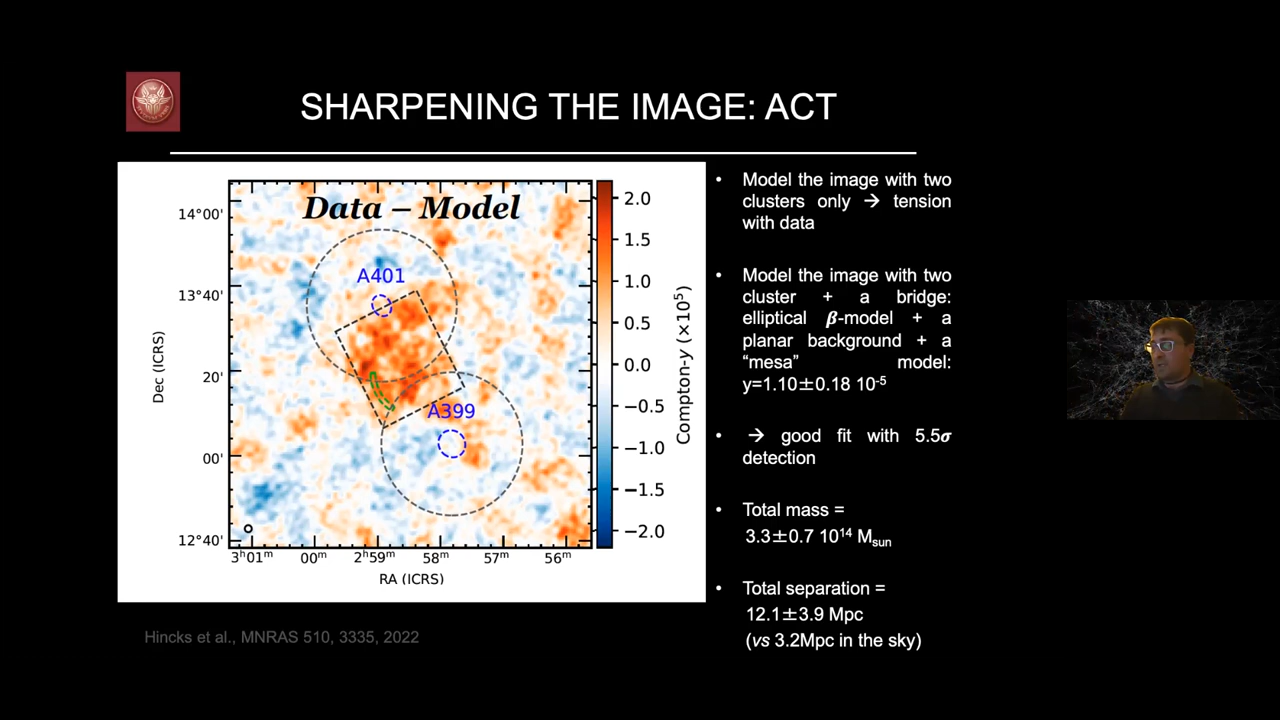 SHARPENING THE IMAGE: ACT
Data – Model
A401
A399
14°00'
13°40'
20'
00'
12°40'
Dec (ICRS)
3ʰ01ᵐ 00ᵐ 2ʰ59ᵐ 58ᵐ 57ᵐ 56ᵐ
RA (ICRS)
2.0
1.5
1.0
0.5
0.0
−0.5
−1.0
−1.5
−2.0
Compton-y (×10⁵)
• Model the image with two
clusters only → tension
with data
• Model the image with two
cluster + a bridge:
elliptical β-model + a
planar background + a
“mesa” model:
y=1.10±0.18 10⁻⁵
• → good fit with 5.5σ
detection
• Total mass =
3.3±0.7 10¹⁴ Msun
• Total separation =
12.1±3.9 Mpc
(vs 3.2Mpc in the sky)
Hincks et al., MNRAS 510, 3335, 2022